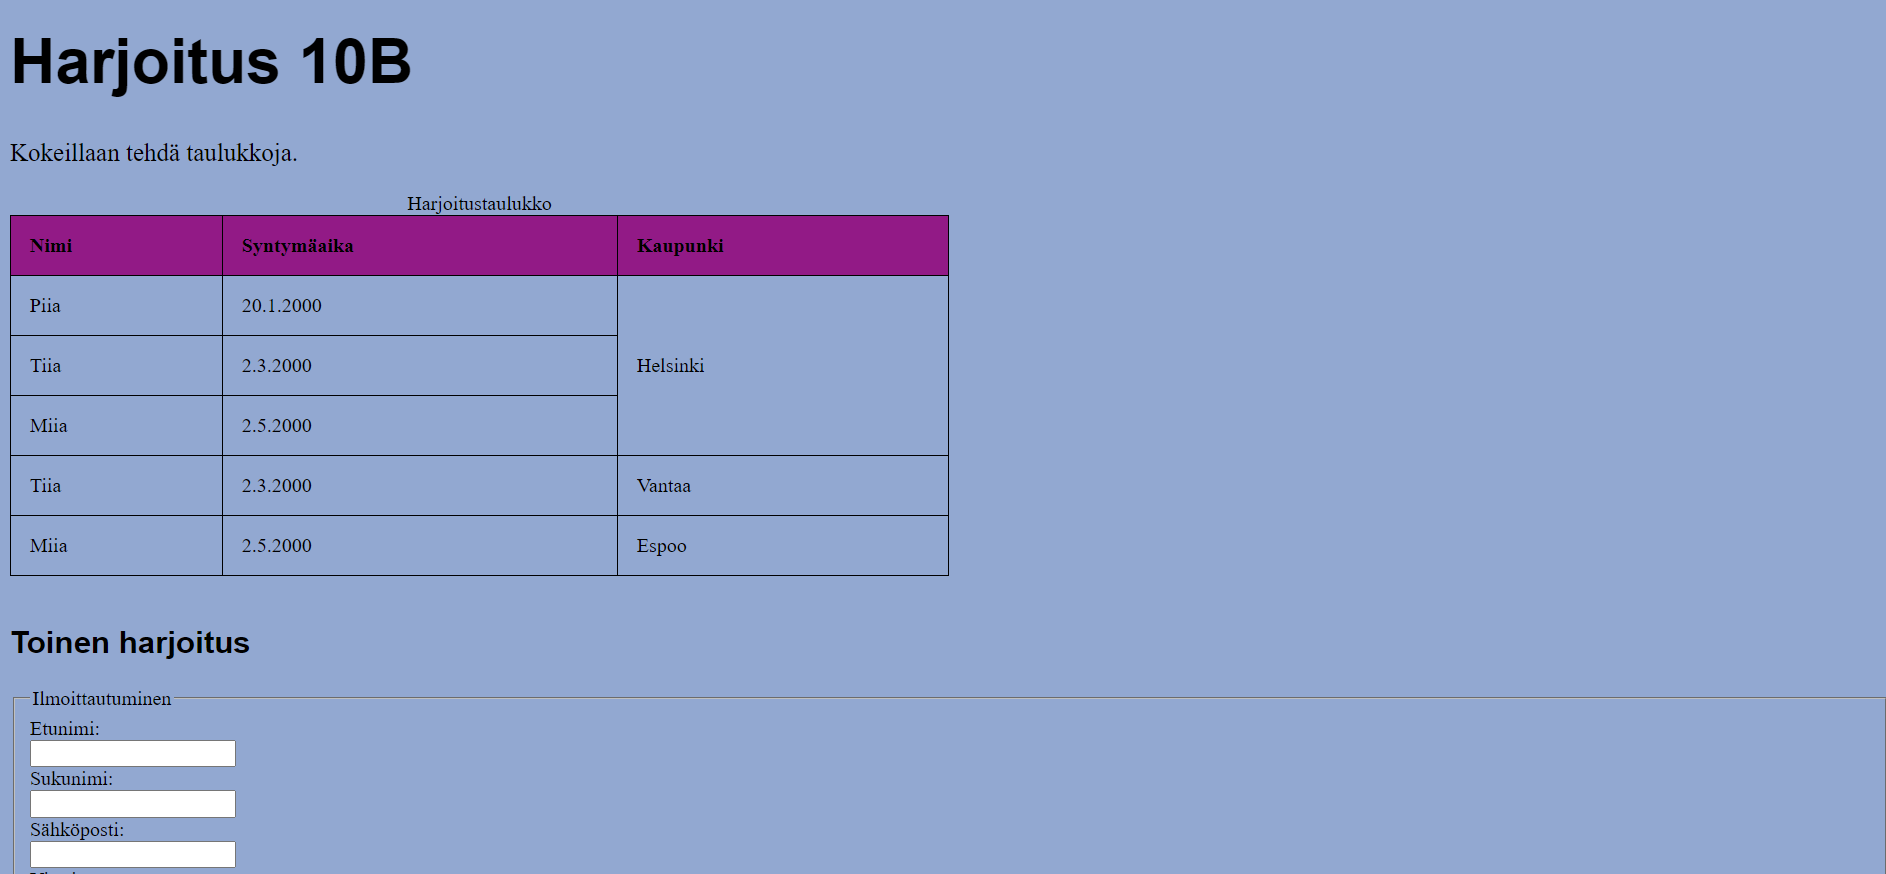 Harjoitus 10B
Kokeillaan tehdä taulukkoja.
Harjoitustaulukko
Nimi Syntymäaika Kaupunki
Piia 20.1.2000
Tiia 2.3.2000 Helsinki
Miia 2.5.2000
Tiia 2.3.2000 Vantaa
Miia 2.5.2000 Espoo
Toinen harjoitus
Ilmoittautuminen
Etunimi:
Sukunimi:
Sähköposti: